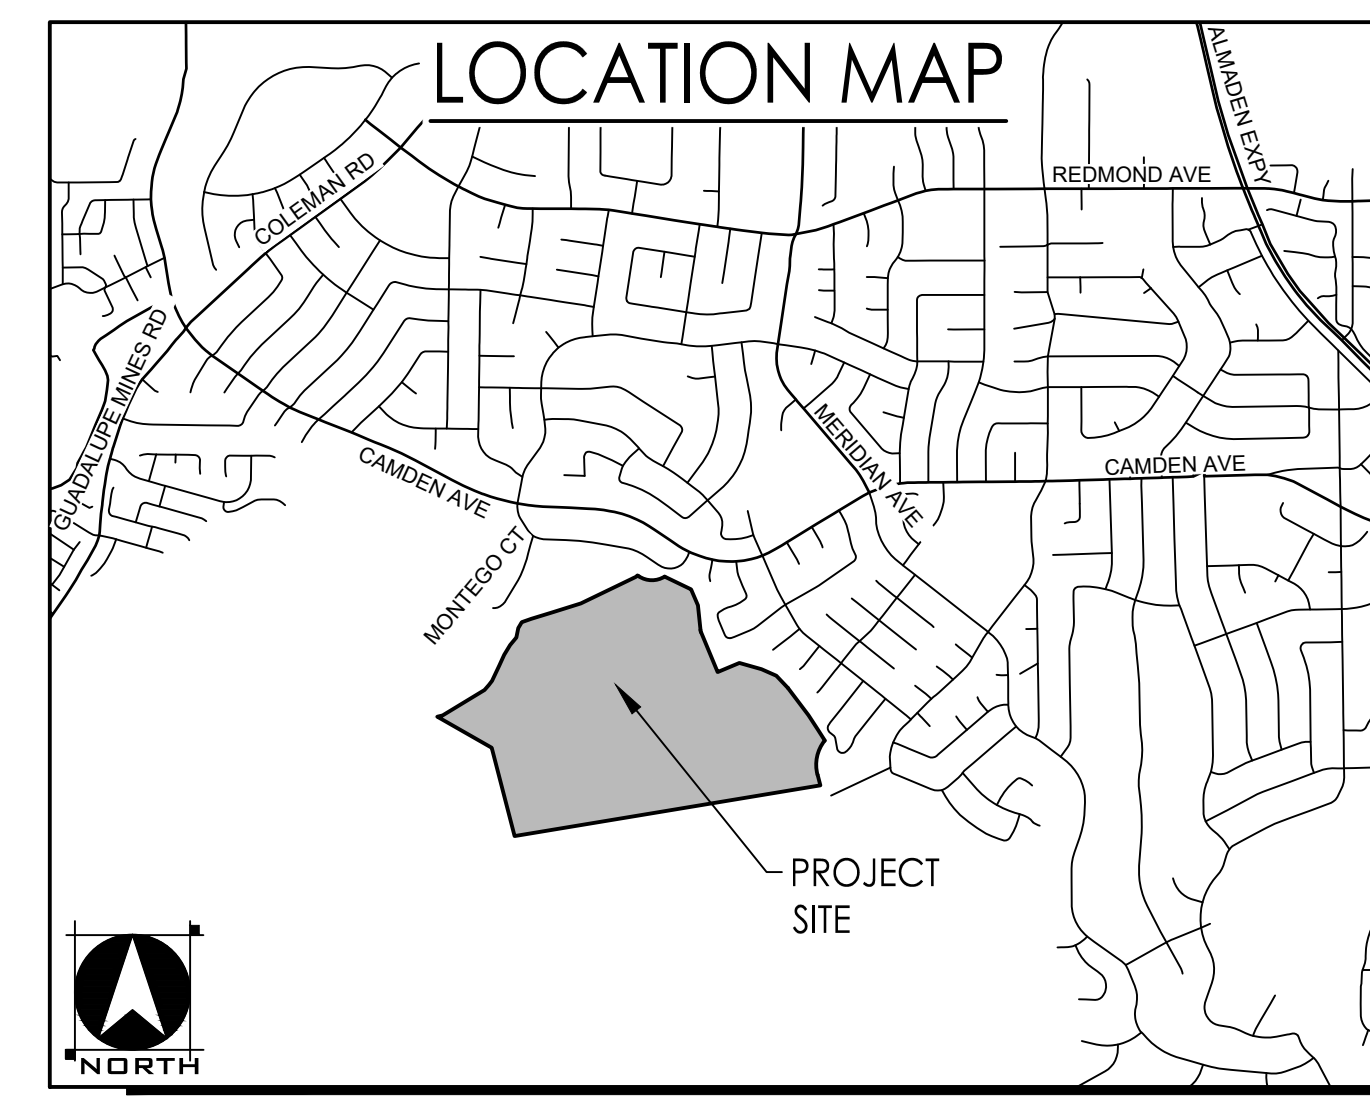 LOCATION MAP
ALMADEN EXPY
REDMOND AVE
COLEMAN RD
GUADALUPE MINES RD
MERIDIAN AVE
CAMDEN AVE
CAMDEN AVE
MONTEGO CT
PROJECT
SITE
NORTH